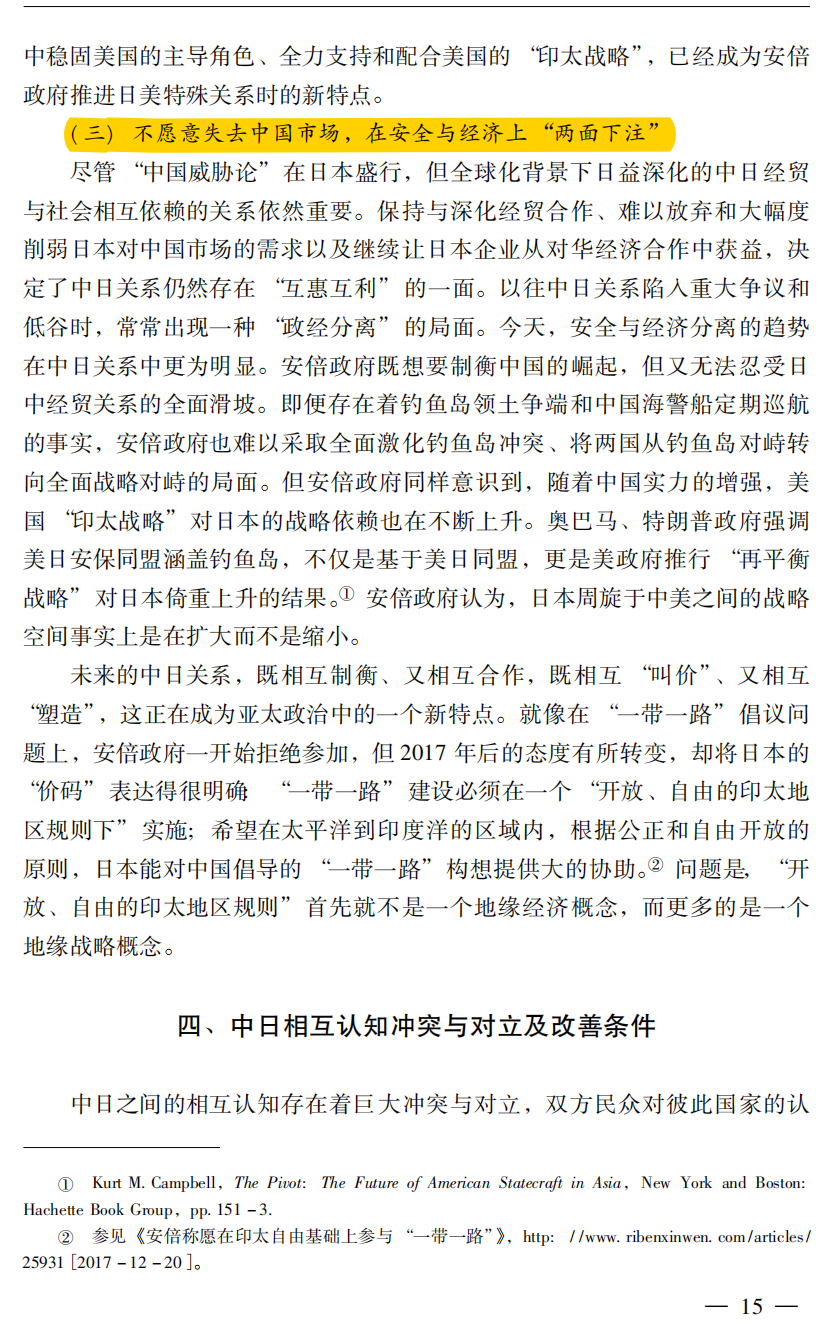 中稳固美国的主导角色、全力支持和配合美国的“印太战略”，已经成为安倍
政府推进日美特殊关系时的新特点。
（三）不愿意失去中国市场，在安全与经济上“两面下注”
尽管“中国威胁论”在日本盛行，但全球化背景下日益深化的中日经贸
与社会相互依赖的关系依然重要。保持与深化经贸合作、难以放弃和大幅度
削弱日本对中国市场的需求以及继续让日本企业从对华经济合作中获益，决
定了中日关系仍然存在“互惠互利”的一面。以往中日关系陷入重大争议和
低谷时，常常出现一种“政经分离”的局面。今天，安全与经济分离的趋势
在中日关系中更为明显。安倍政府既想要制衡中国的崛起，但又无法忍受日
中经贸关系的全面滑坡。即便存在着钓鱼岛领土争端和中国海警船定期巡航
的事实，安倍政府也难以采取全面激化钓鱼岛冲突、将两国从钓鱼岛对峙转
向全面战略对峙的局面。但安倍政府同样意识到，随着中国实力的增强，美
国“印太战略”对日本的战略依赖也在不断上升。奥巴马、特朗普政府强调
美日安保同盟涵盖钓鱼岛，不仅是基于美日同盟，更是美政府推行“再平衡
战略”对日本倚重上升的结果。① 安倍政府认为，日本周旋于中美之间的战略
空间事实上是在扩大而不是缩小。
未来的中日关系，既相互制衡、又相互合作，既相互“叫价”、又相互
“塑造”，这正在成为亚太政治中的一个新特点。就像在“一带一路”倡议问
题上，安倍政府一开始拒绝参加，但 2017 年后的态度有所转变，却将日本的
“价码”表达得很明确：“一带一路”建设必须在一个“开放、自由的印太地
区规则下”实施；希望在太平洋到印度洋的区域内，根据公正和自由开放的
原则，日本能对中国倡导的“一带一路”构想提供大的协助。② 问题是，“开
放、自由的印太地区规则”首先就不是一个地缘经济概念，而更多的是一个
地缘战略概念。
四、中日相互认知冲突与对立及改善条件
中日之间的相互认知存在着巨大冲突与对立，双方民众对彼此国家的认
① Kurt M. Campbell, The Pivot: The Future of American Statecraft in Asia, New York and Boston:
Hachette Book Group, pp. 151－3.
② 参见《安倍称愿在印太自由基础上参与“一带一路”》，http: //www. ribenxinwen. com/articles/
25931 [2017－12－20]。
— 15 —